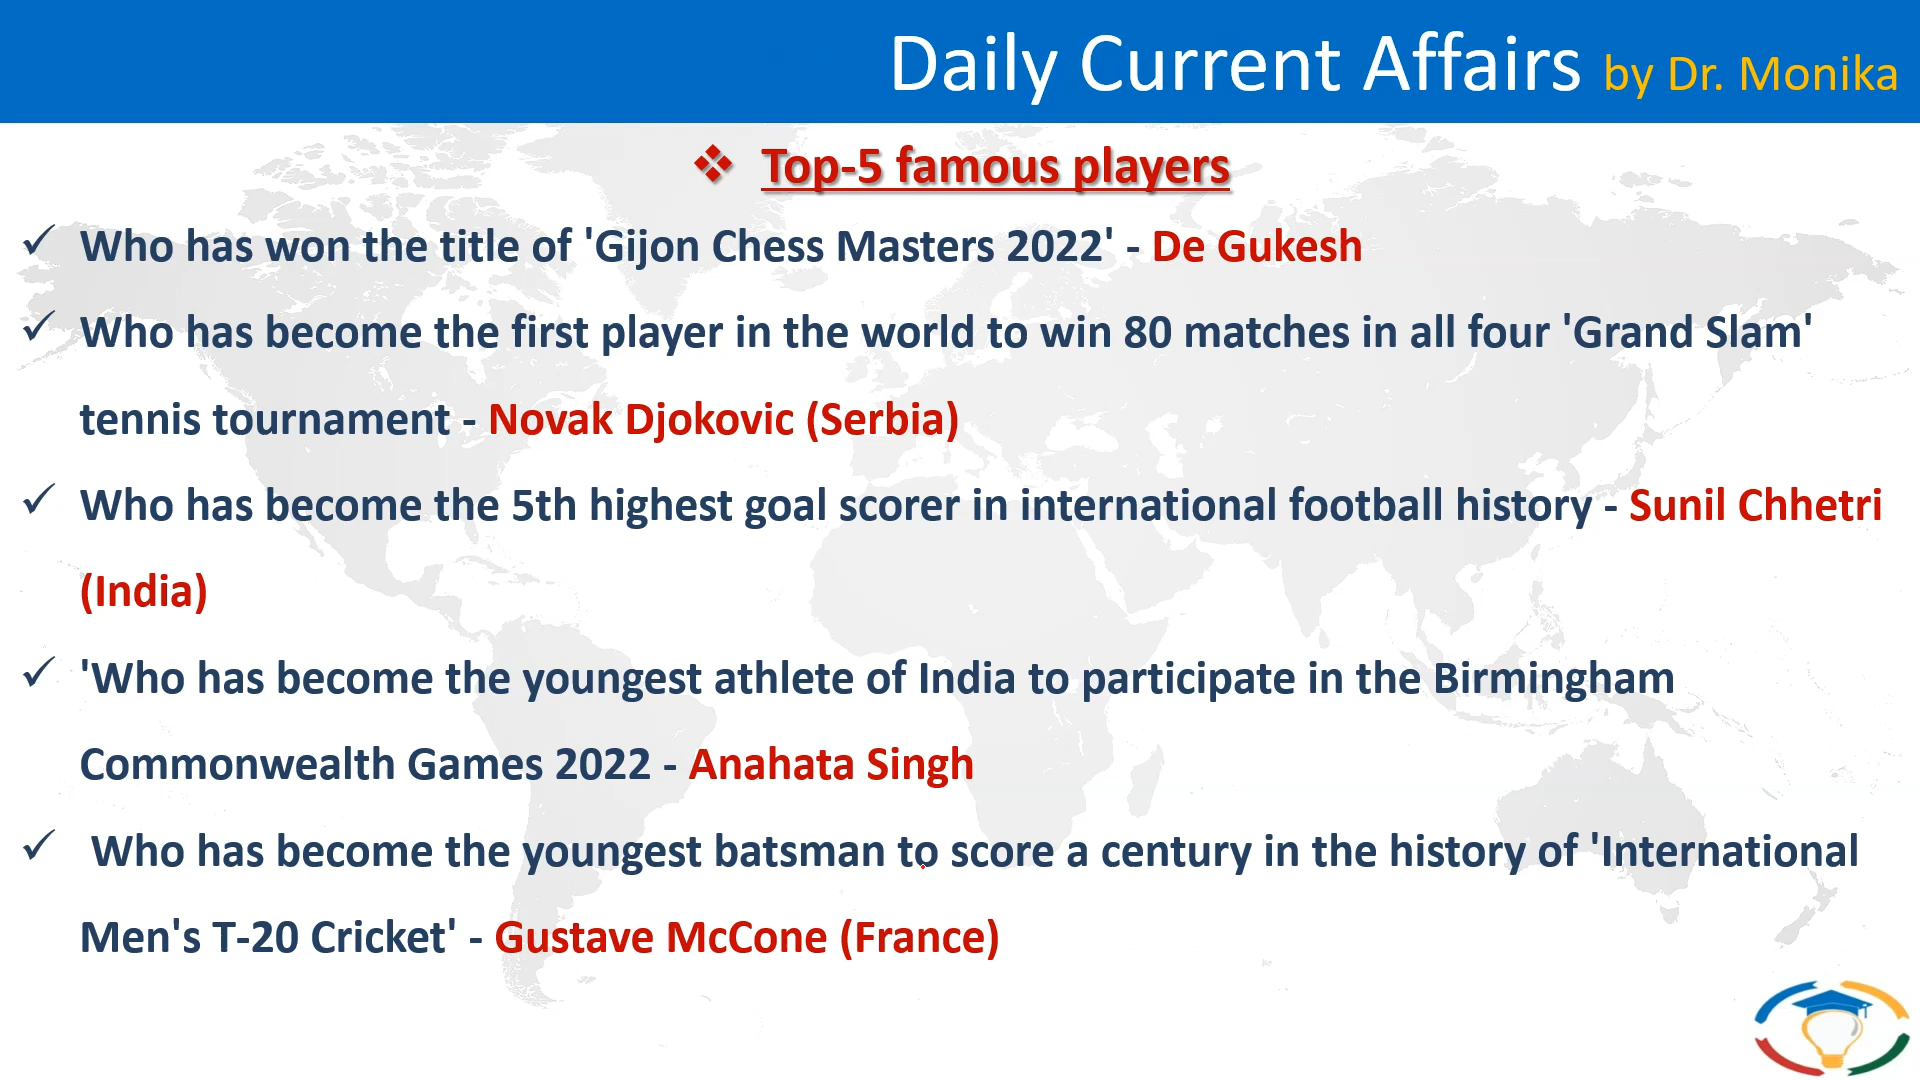 Daily Current Affairs by Dr. Monika
❖ Top-5 famous players
✓ Who has won the title of 'Gijon Chess Masters 2022' - De Gukesh
✓ Who has become the first player in the world to win 80 matches in all four 'Grand Slam'
tennis tournament - Novak Djokovic (Serbia)
✓ Who has become the 5th highest goal scorer in international football history - Sunil Chhetri
(India)
✓ 'Who has become the youngest athlete of India to participate in the Birmingham
Commonwealth Games 2022 - Anahata Singh
✓ Who has become the youngest batsman to score a century in the history of 'International
Men's T-20 Cricket' - Gustave McCone (France)